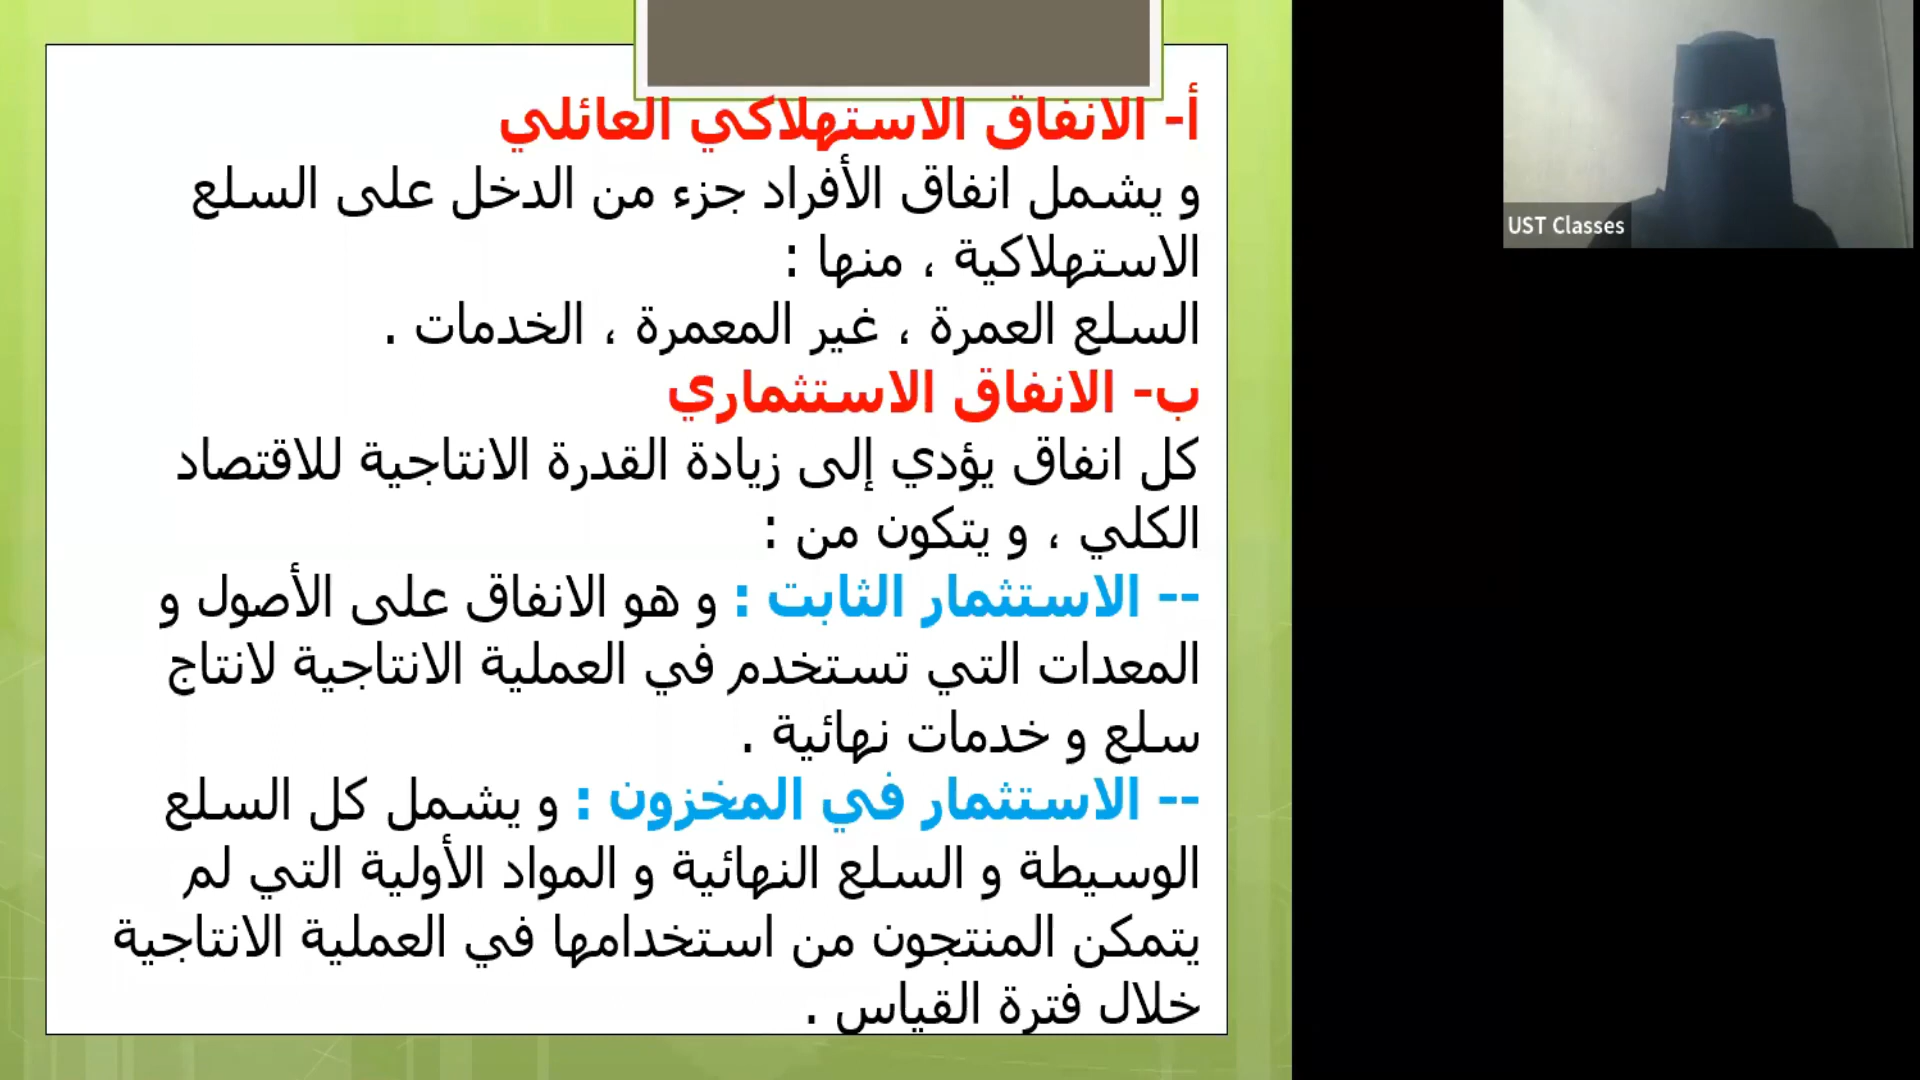 أ- الانفاق الاستهلاكي العائلي
و يشمل انفاق الأفراد جزء من الدخل على السلع
الاستهلاكية ، منها :
السلع العمرة ، غير المعمرة ، الخدمات .
ب- الانفاق الاستثماري
كل انفاق يؤدي إلى زيادة القدرة الانتاجية للاقتصاد
الكلي ، و يتكون من :
-- الاستثمار الثابت : و هو الانفاق على الأصول و
المعدات التي تستخدم في العملية الانتاجية لانتاج
سلع و خدمات نهائية .
-- الاستثمار في المخزون : و يشمل كل السلع
الوسيطة و السلع النهائية و المواد الأولية التي لم
يتمكن المنتجون من استخدامها في العملية الانتاجية
خلال فترة القياس .
UST Classes